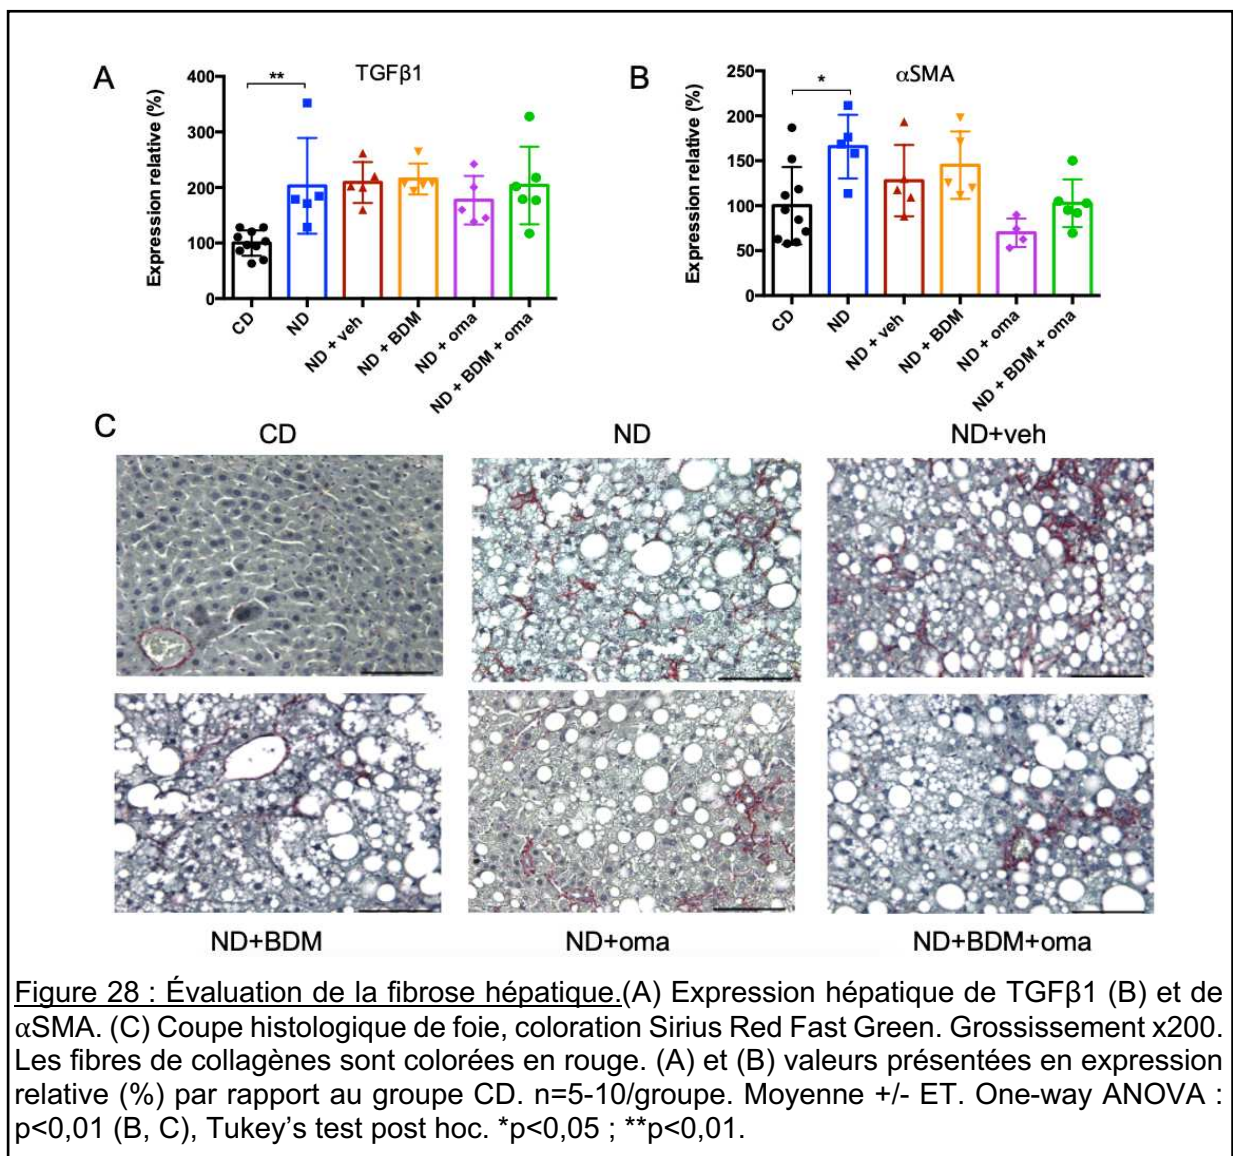 A
TGFβ1
**
Expression relative (%)
400
300
200
100
0
CD
ND
ND + veh
ND + BDM
ND + oma
ND + BDM + oma
B
αSMA
*
Expression relative (%)
250
200
150
100
50
0
CD
ND
ND + veh
ND + BDM
ND + oma
ND + BDM + oma
C
CD
ND
ND+veh
ND+BDM
ND+oma
ND+BDM+oma
Figure 28 : Évaluation de la fibrose hépatique.(A) Expression hépatique de TGFβ1 (B) et de
αSMA. (C) Coupe histologique de foie, coloration Sirius Red Fast Green. Grossissement x200.
Les fibres de collagènes sont colorées en rouge. (A) et (B) valeurs présentées en expression
relative (%) par rapport au groupe CD. n=5-10/groupe. Moyenne +/- ET. One-way ANOVA :
p<0,01 (B, C), Tukey's test post hoc. *p<0,05 ; **p<0,01.